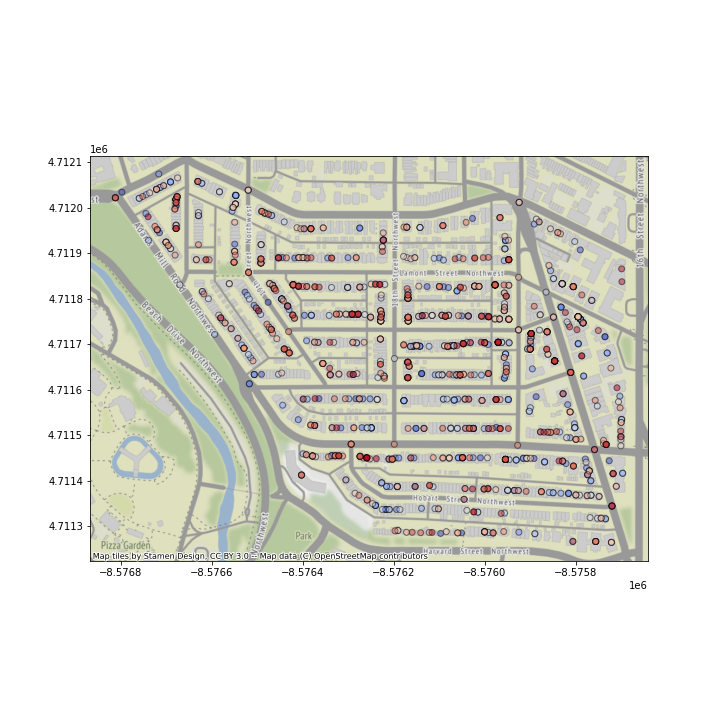 1e6
4.7121
4.7120
4.7119
4.7118
4.7117
4.7116
4.7115
4.7114
4.7113
−8.5768
−8.5766
−8.5764
−8.5762
−8.5760
−8.5758
1e6
st
16th Street Northwest
Street Northwest
17th Street Northwest
Lamont Street Northwest
Adams Mill Road Northwest
Beach Drive Northwest
Hobart Street Northwest
Northwest
Park
Harvard Street Northwest
Pizza Garden
Map tiles by Stamen Design, CC BY 3.0 -- Map data (C) OpenStreetMap contributors